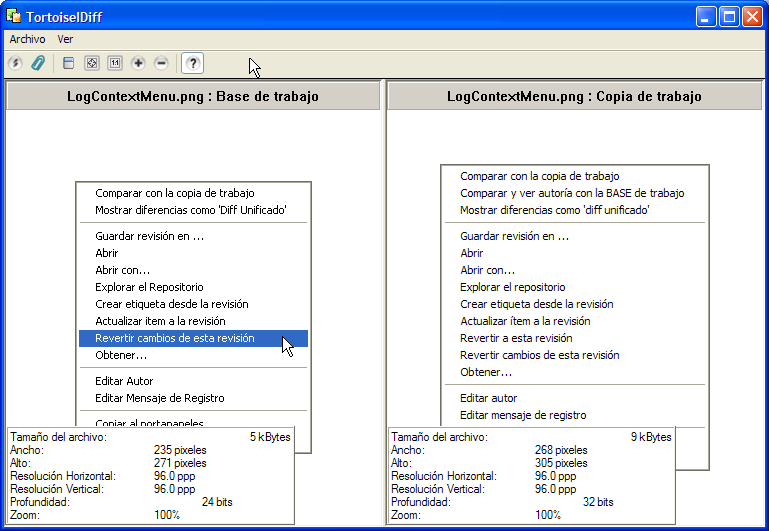 TortoiseIDiff
Archivo Ver
1:1 ?
LogContextMenu.png : Base de trabajo
Comparar con la copia de trabajo
Mostrar diferencias como 'Diff Unificado'
Guardar revisión en ...
Abrir
Abrir con...
Explorar el Repositorio
Crear etiqueta desde la revisión
Actualizar ítem a la revisión
Revertir cambios de esta revisión
Obtener...
Editar Autor
Editar Mensaje de Registro
Copiar al portapapeles
Tamaño del archivo: 5 kBytes
Ancho: 235 pixeles
Alto: 271 pixeles
Resolución Horizontal: 96.0 ppp
Resolución Vertical: 96.0 ppp
Profundidad: 24 bits
Zoom: 100%
LogContextMenu.png : Copia de trabajo
Comparar con la copia de trabajo
Comparar y ver autoría con la BASE de trabajo
Mostrar diferencias como 'diff unificado'
Guardar revisión en ...
Abrir
Abrir con...
Explorar el repositorio
Crear etiqueta desde la revisión
Actualizar ítem a la revisión
Revertir a esta revisión
Revertir cambios de esta revisión
Obtener...
Editar autor
Editar mensaje de registro
Tamaño del archivo: 9 kBytes
Ancho: 268 pixeles
Alto: 305 pixeles
Resolución Horizontal: 96.0 ppp
Resolución Vertical: 96.0 ppp
Profundidad: 32 bits
Zoom: 100%